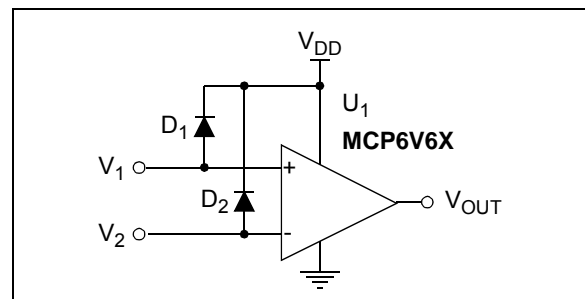 V_DD
U_1
MCP6V6X
D_1
V_1
+
D_2
V_2
-
V_OUT